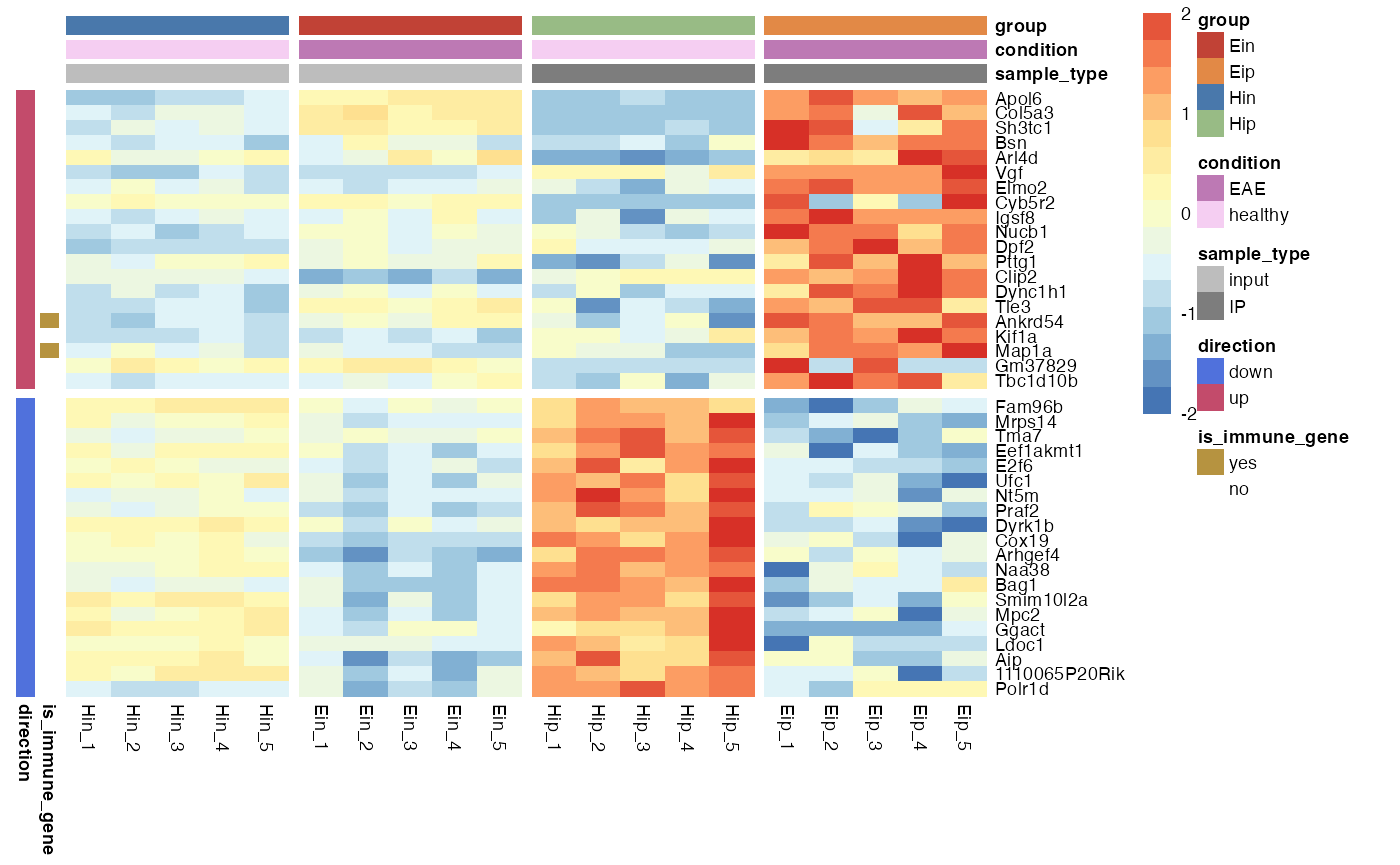 group
condition
sample_type
Apol6
Col5a3
Sh3tc1
Bsn
Arl4d
Vgf
Elmo2
Cyb5r2
Igsf8
Nucb1
Dpf2
Pttg1
Clip2
Dync1h1
Tle3
Ankrd54
Kif1a
Map1a
Gm37829
Tbc1d10b
Fam96b
Mrps14
Tma7
Eef1akmt1
E2f6
Ufc1
Nt5m
Praf2
Dyrk1b
Cox19
Arhgef4
Naa38
Bag1
Smim10l2a
Mpc2
Ggact
Ldoc1
Aip
1110065P20Rik
Polr1d
direction
is_immune_gene
Hin_1
Hin_2
Hin_3
Hin_4
Hin_5
Ein_1
Ein_2
Ein_3
Ein_4
Ein_5
Hip_1
Hip_2
Hip_3
Hip_4
Hip_5
Eip_1
Eip_2
Eip_3
Eip_4
Eip_5
2
1
0
-1
-2
group
Ein
Eip
Hin
Hip
condition
EAE
healthy
sample_type
input
IP
direction
down
up
is_immune_gene
yes
no